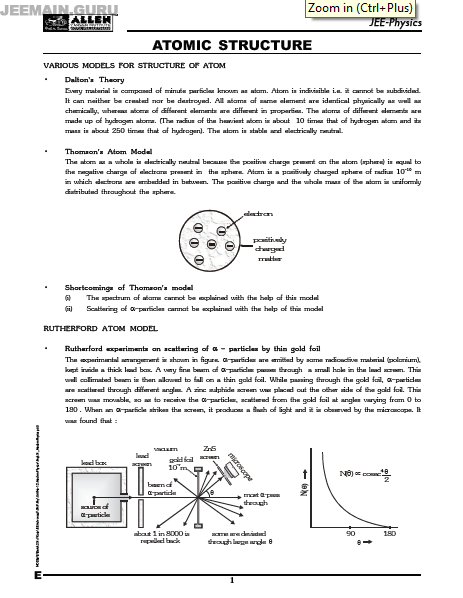 JEEMAIN.GURU
Zoom in (Ctrl+Plus)
ALLEN
JEE-Physics
ATOMIC STRUCTURE
VARIOUS MODELS FOR STRUCTURE OF ATOM
• Dalton's Theory
Every material is composed of minute particles known as atom. Atom is indivisible i.e. it cannot be subdivided.
It can neither be created nor be destroyed. All atoms of same element are identical physically as well as
chemically, whereas atoms of different elements are different in properties. The atoms of different elements are
made up of hydrogen atoms. (The radius of the heaviest atom is about 10 times that of hydrogen atom and its
mass is about 250 times that of hydrogen). The atom is stable and electrically neutral.
• Thomson's Atom Model
The atom as a whole is electrically neutral because the positive charge present on the atom (sphere) is equal to
the negative charge of electrons present in the sphere. Atom is a positively charged sphere of radius 10⁻¹⁰ m
in which electrons are embedded in between. The positive charge and the whole mass of the atom is uniformly
distributed throughout the sphere.
electron
positively
charged
matter
• Shortcomings of Thomson's model
(i) The spectrum of atoms cannot be explained with the help of this model
(ii) Scattering of α-particles cannot be explained with the help of this model
RUTHERFORD ATOM MODEL
• Rutherford experiments on scattering of α - particles by thin gold foil
The experimental arrangement is shown in figure. α-particles are emitted by some radioactive material (polonium),
kept inside a thick lead box. A very fine beam of α-particles passes through a small hole in the lead screen. This
well collimated beam is then allowed to fall on a thin gold foil. While passing through the gold foil, α-particles
are scattered through different angles. A zinc sulphide screen was placed out the other side of the gold foil. This
screen was movable, so as to receive the α-particles, scattered from the gold foil at angles varying from 0 to
180 . When an α-particle strikes the screen, it produces a flash of light and it is observed by the microscope. It
was found that :
lead box
lead
screen
vacuum
gold foil
ZnS
screen
microscope
beam of
α-particle
source of
α-particle
θ
most α-pass
through
about 1 in 8000 is
repelled back
some are deviated
through large angle θ
N(θ)
N(θ) ∝ cosec⁴ θ/2
90 180
θ
E
1